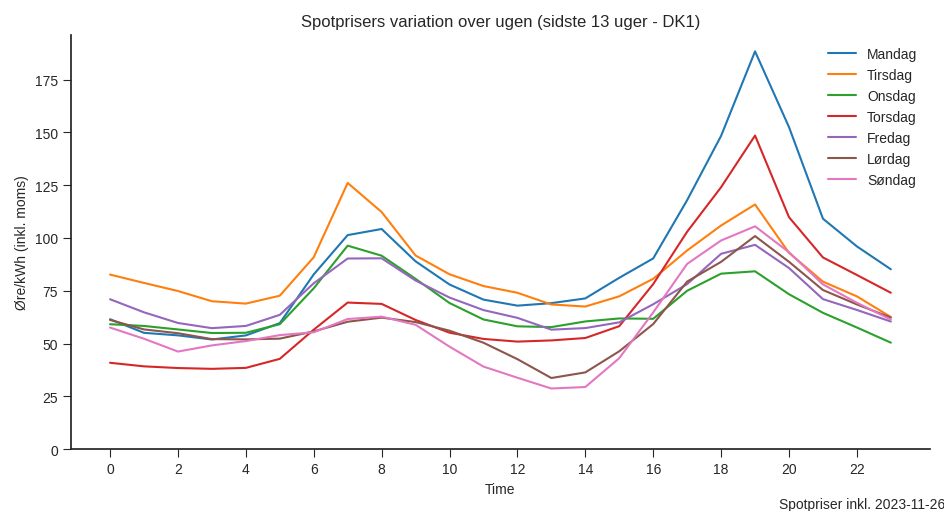 Spotprisers variation over ugen (sidste 13 uger - DK1)
Øre/kWh (inkl. moms)
175
150
125
100
75
50
25
0
0 2 4 6 8 10 12 14 16 18 20 22
Time
Mandag
Tirsdag
Onsdag
Torsdag
Fredag
Lørdag
Søndag
Spotpriser inkl. 2023-11-26